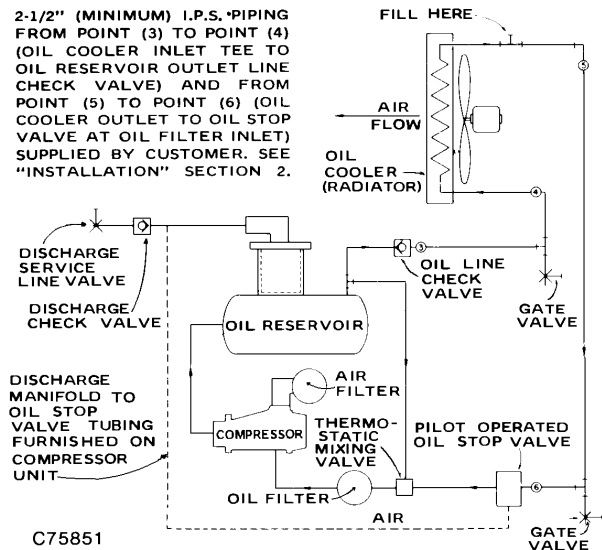 2-1/2" (MINIMUM) I.P.S. PIPING
FROM POINT (3) TO POINT (4)
(OIL COOLER INLET TEE TO
OIL RESERVOIR OUTLET LINE
CHECK VALVE) AND FROM
POINT (5) TO POINT (6) (OIL
COOLER OUTLET TO OIL STOP
VALVE AT OIL FILTER INLET)
SUPPLIED BY CUSTOMER. SEE
"INSTALLATION" SECTION 2.
FILL HERE
5
AIR
FLOW
OIL
COOLER
(RADIATOR)
4
DISCHARGE
SERVICE
LINE VALVE
DISCHARGE
CHECK VALVE
3
OIL LINE
CHECK
VALVE
GATE
VALVE
OIL RESERVOIR
DISCHARGE
MANIFOLD TO
OIL STOP
VALVE TUBING
FURNISHED ON
COMPRESSOR
UNIT
AIR
FILTER
COMPRESSOR
THERMO-
STATIC
MIXING
VALVE
PILOT OPERATED
OIL STOP VALVE
OIL FILTER
6
AIR
GATE
VALVE
C75851